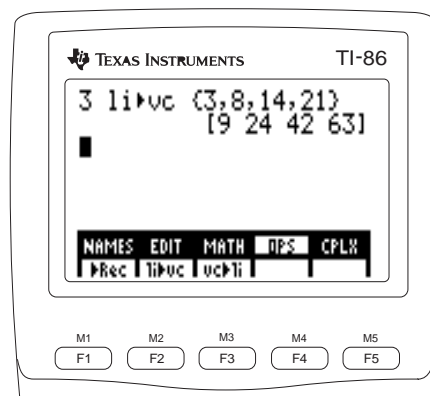 TEXAS INSTRUMENTS TI-86
3 li▸vc {3,8,14,21}
[9 24 42 63]
NAMES EDIT MATH OPS CPLX
▸Rec li▸vc vc▸li
M1 M2 M3 M4 M5
F1 F2 F3 F4 F5